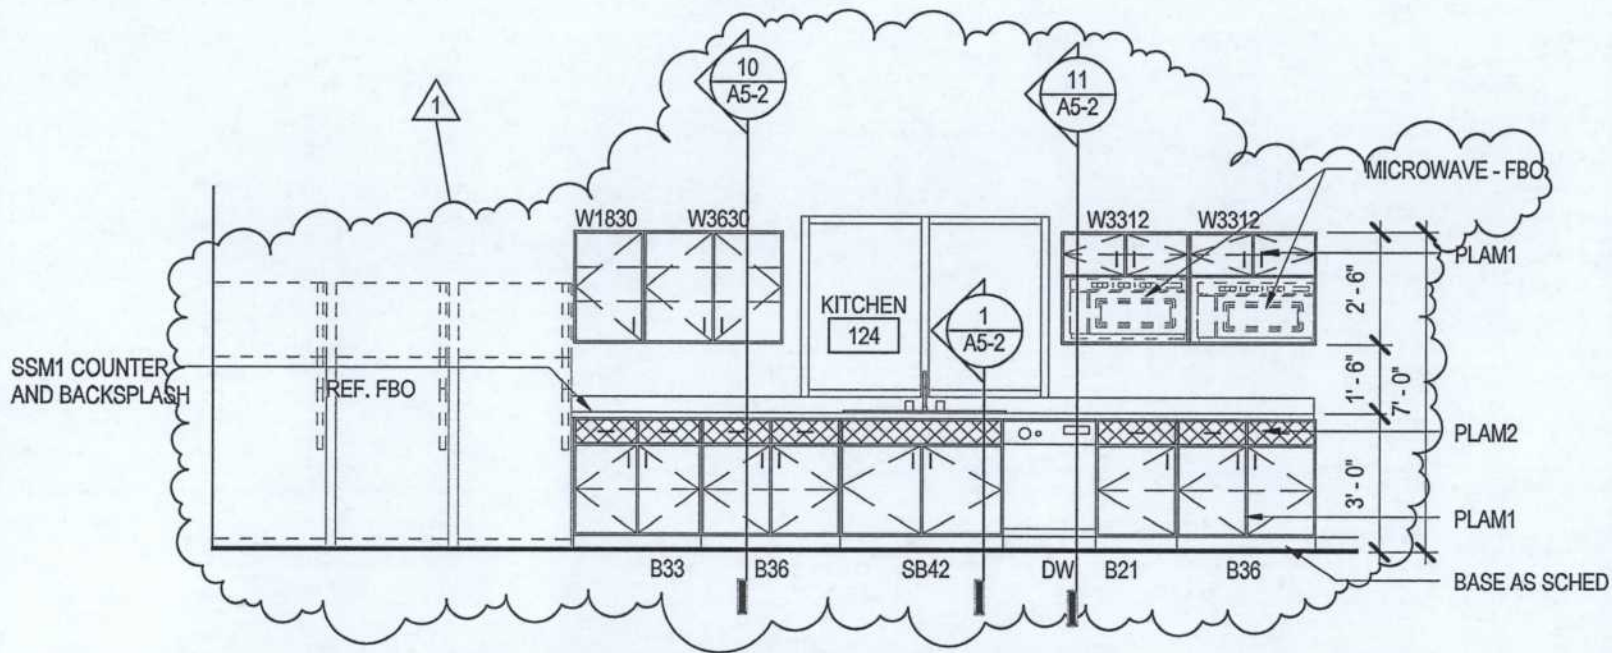 10
A5-2
11
A5-2
1
MICROWAVE - FBO
W1830
W3630
W3312
W3312
PLAM1
2' - 6"
KITCHEN
124
1
A5-2
SSM1 COUNTER
AND BACKSPLASH
REF. FBO
1' - 6"
7' - 0"
PLAM2
3' - 0"
PLAM1
B33
B36
SB42
DW
B21
B36
BASE AS SCHED